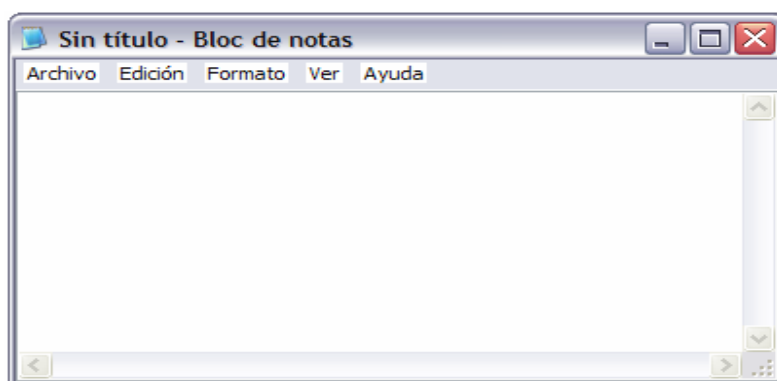 Sin título - Bloc de notas
Archivo Edición Formato Ver Ayuda